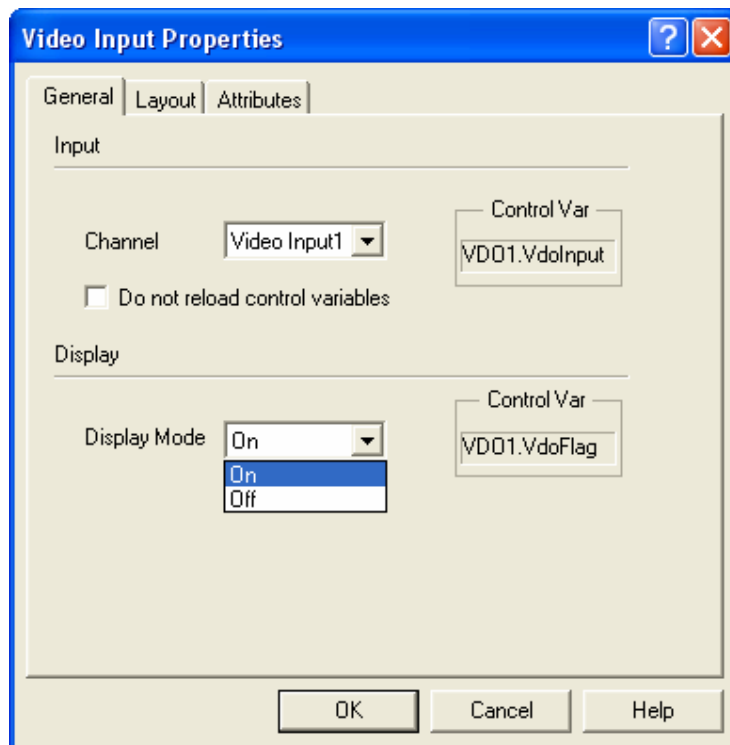 Video Input Properties
General
Layout
Attributes
Input
Control Var
Channel
Video Input1
VDO1.VdoInput
Do not reload control variables
Display
Control Var
Display Mode
On
VDO1.VdoFlag
On
Off
OK
Cancel
Help